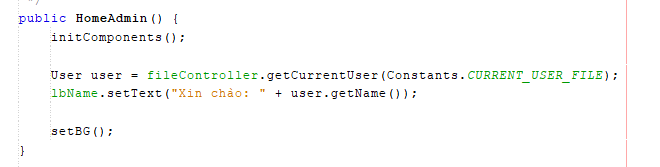 */
public HomeAdmin() {
initComponents();
User user = fileController.getCurrentUser(Constants.CURRENT_USER_FILE);
lbName.setText("Xin chào: " + user.getName());
setBG();
}